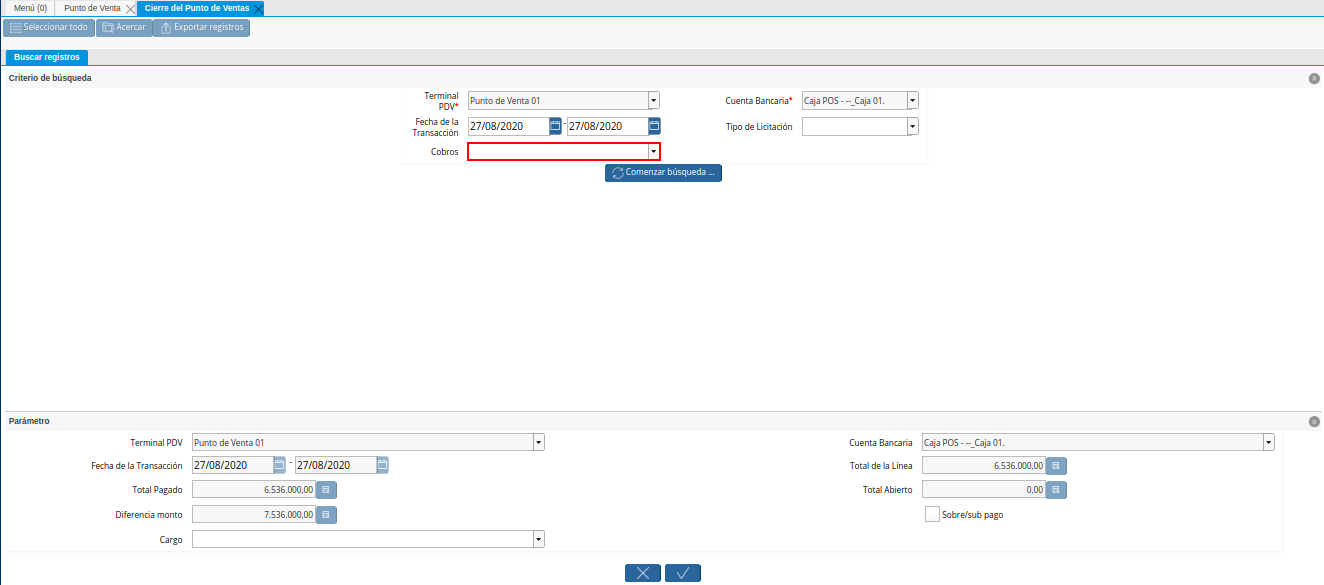 Menú (0) Punto de Venta Cierre del Punto de Ventas
Seleccionar todo Acercar Exportar registros
Buscar registros
Criterio de búsqueda
Terminal PDV* Punto de Venta 01 Cuenta Bancaria* Caja POS - --_Caja 01.
Fecha de la Transacción 27/08/2020 - 27/08/2020 Tipo de Licitación
Cobros
Comenzar búsqueda ...
Parámetro
Terminal PDV Punto de Venta 01 Cuenta Bancaria Caja POS - --_Caja 01.
Fecha de la Transacción 27/08/2020 - 27/08/2020 Total de la Línea 6.536.000,00
Total Pagado 6.536.000,00 Total Abierto 0,00
Diferencia monto 7.536.000,00 Sobre/sub pago
Cargo